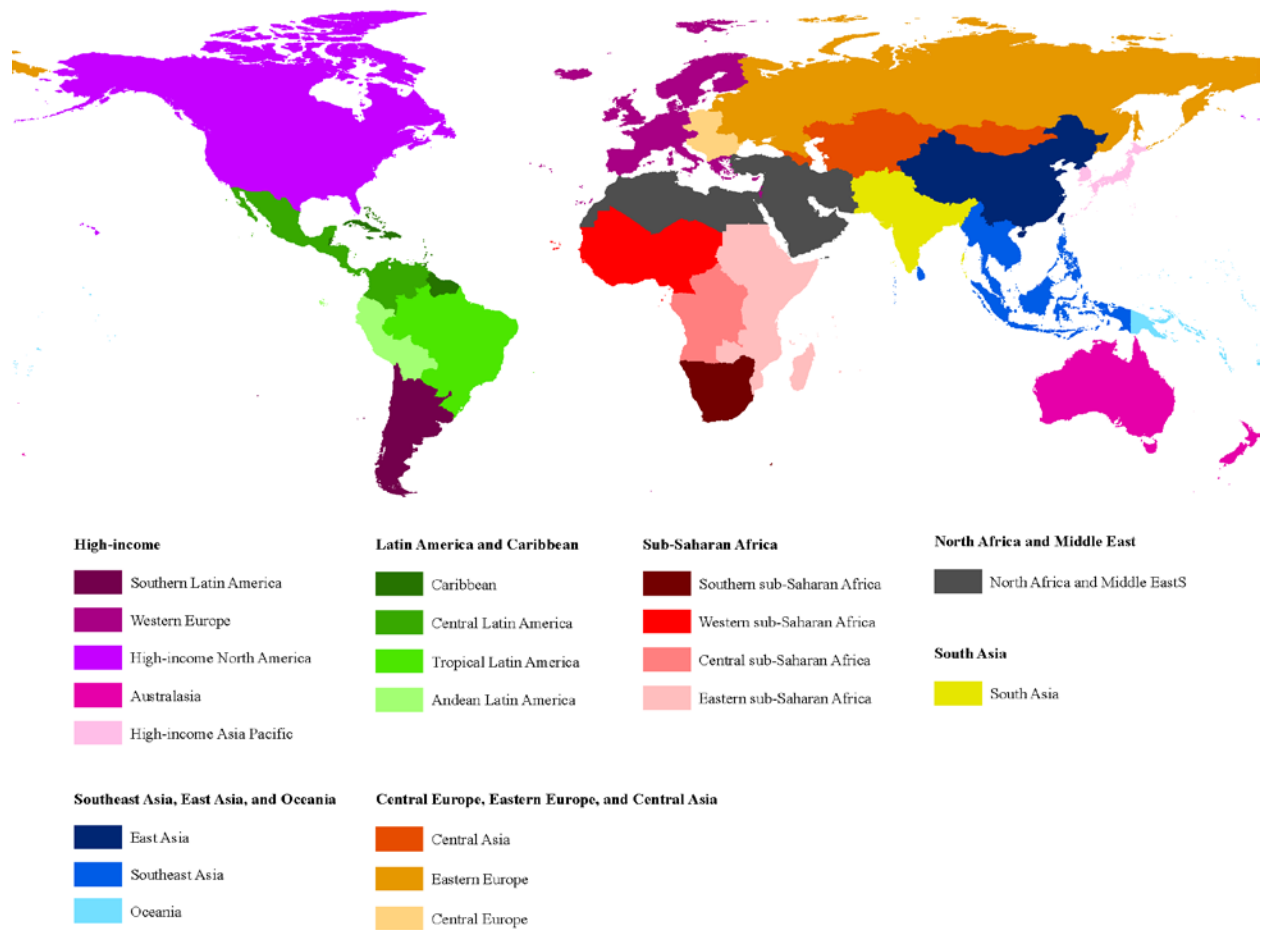 High-income
Southern Latin America
Western Europe
High-income North America
Australasia
High-income Asia Pacific
Latin America and Caribbean
Caribbean
Central Latin America
Tropical Latin America
Andean Latin America
Sub-Saharan Africa
Southern sub-Saharan Africa
Western sub-Saharan Africa
Central sub-Saharan Africa
Eastern sub-Saharan Africa
North Africa and Middle East
North Africa and Middle EastS
South Asia
South Asia
Southeast Asia, East Asia, and Oceania
East Asia
Southeast Asia
Oceania
Central Europe, Eastern Europe, and Central Asia
Central Asia
Eastern Europe
Central Europe